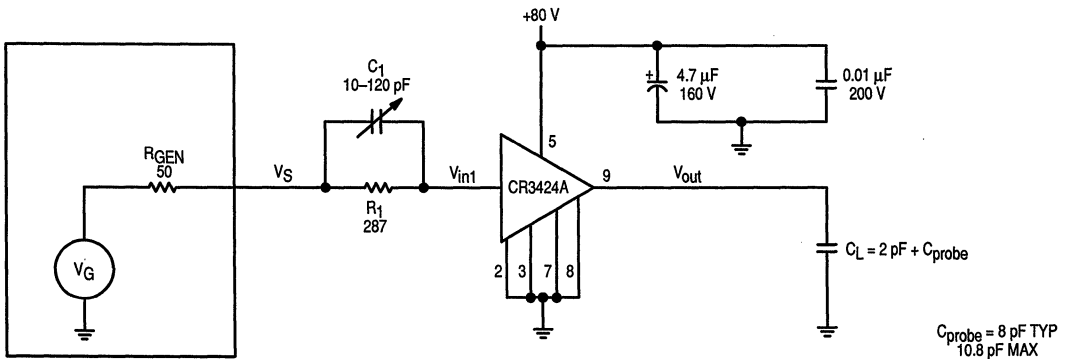 +80 V
C1
10–120 pF
4.7 µF
160 V
+
0.01 µF
200 V
RGEN
50
VS
R1
287
Vin1
CR3424A
5
9
Vout
2
3
7
8
VG
CL = 2 pF + Cprobe
Cprobe = 8 pF TYP
10.8 pF MAX